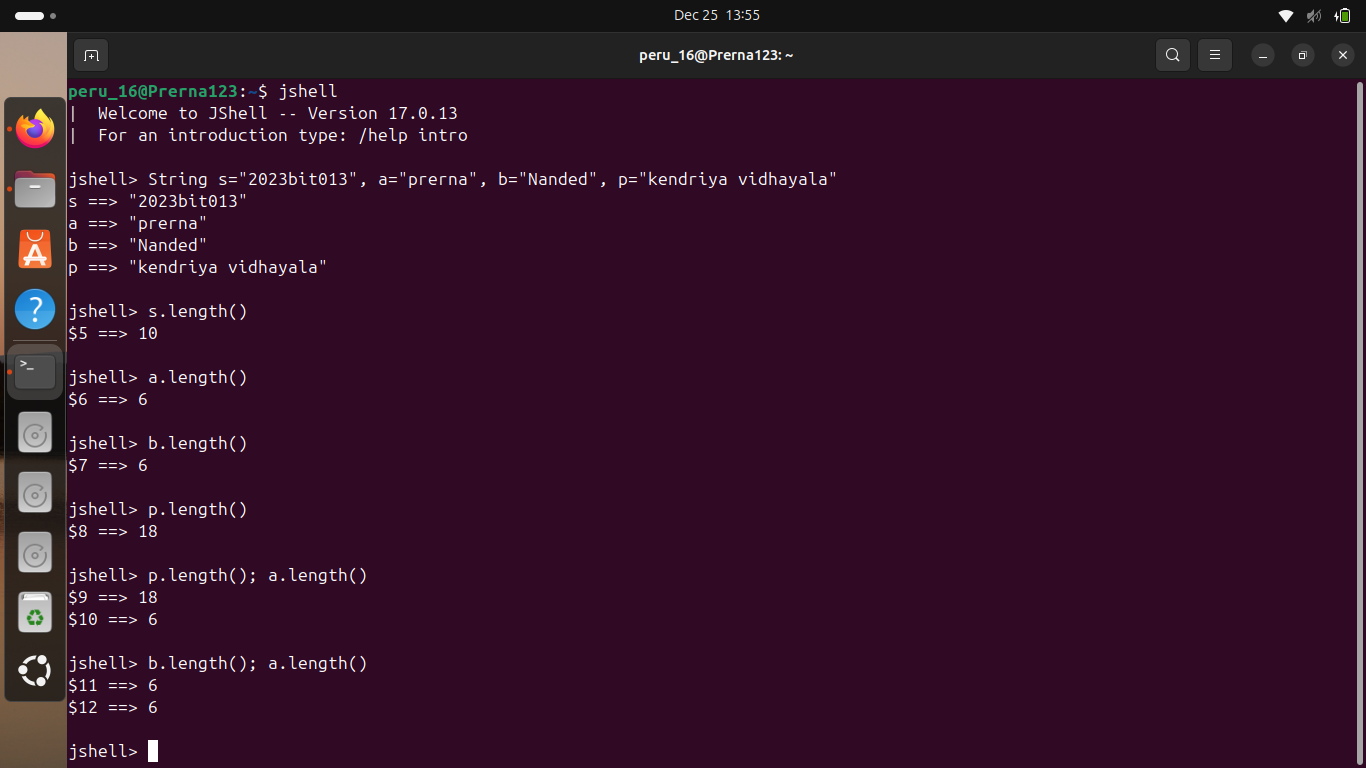 Dec 25 13:55
peru_16@Prerna123: ~
peru_16@Prerna123:~$ jshell
| Welcome to JShell -- Version 17.0.13
| For an introduction type: /help intro
jshell> String s="2023bit013", a="prerna", b="Nanded", p="kendriya vidhayala"
s ==> "2023bit013"
a ==> "prerna"
b ==> "Nanded"
p ==> "kendriya vidhayala"
jshell> s.length()
$5 ==> 10
jshell> a.length()
$6 ==> 6
jshell> b.length()
$7 ==> 6
jshell> p.length()
$8 ==> 18
jshell> p.length(); a.length()
$9 ==> 18
$10 ==> 6
jshell> b.length(); a.length()
$11 ==> 6
$12 ==> 6
jshell>